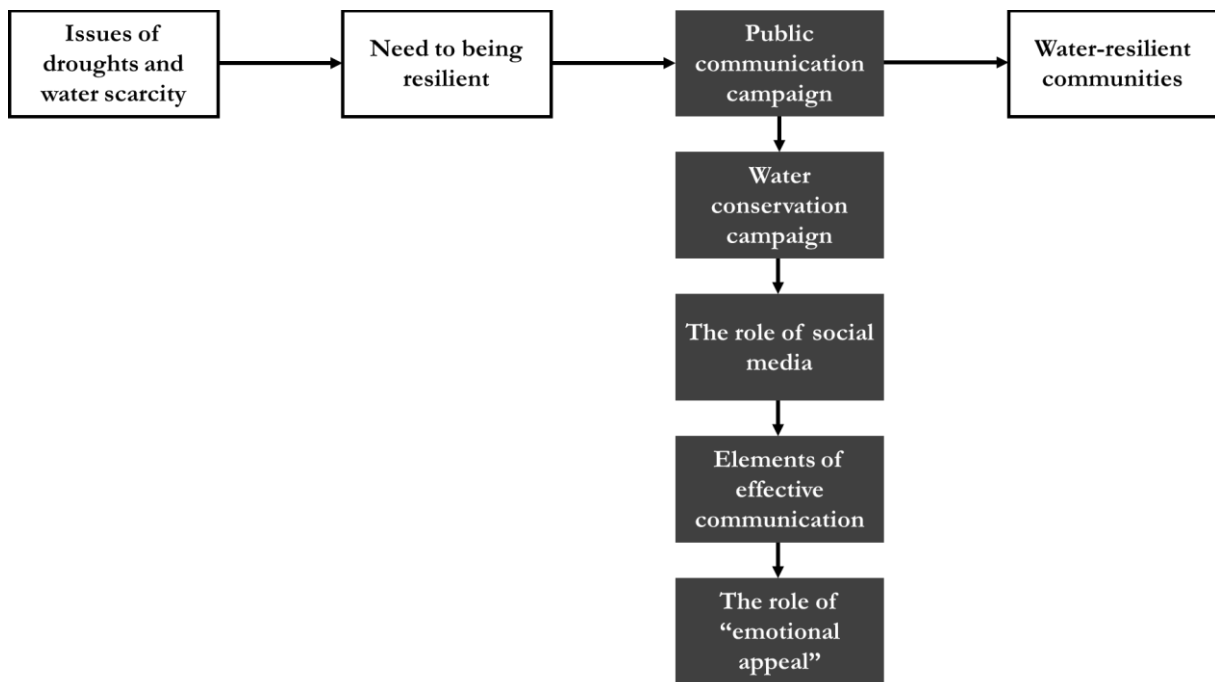 Issues of
droughts and
water scarcity
Need to being
resilient
Public
communication
campaign
Water-resilient
communities
Water
conservation
campaign
The role of social
media
Elements of
effective
communication
The role of
“emotional
appeal”